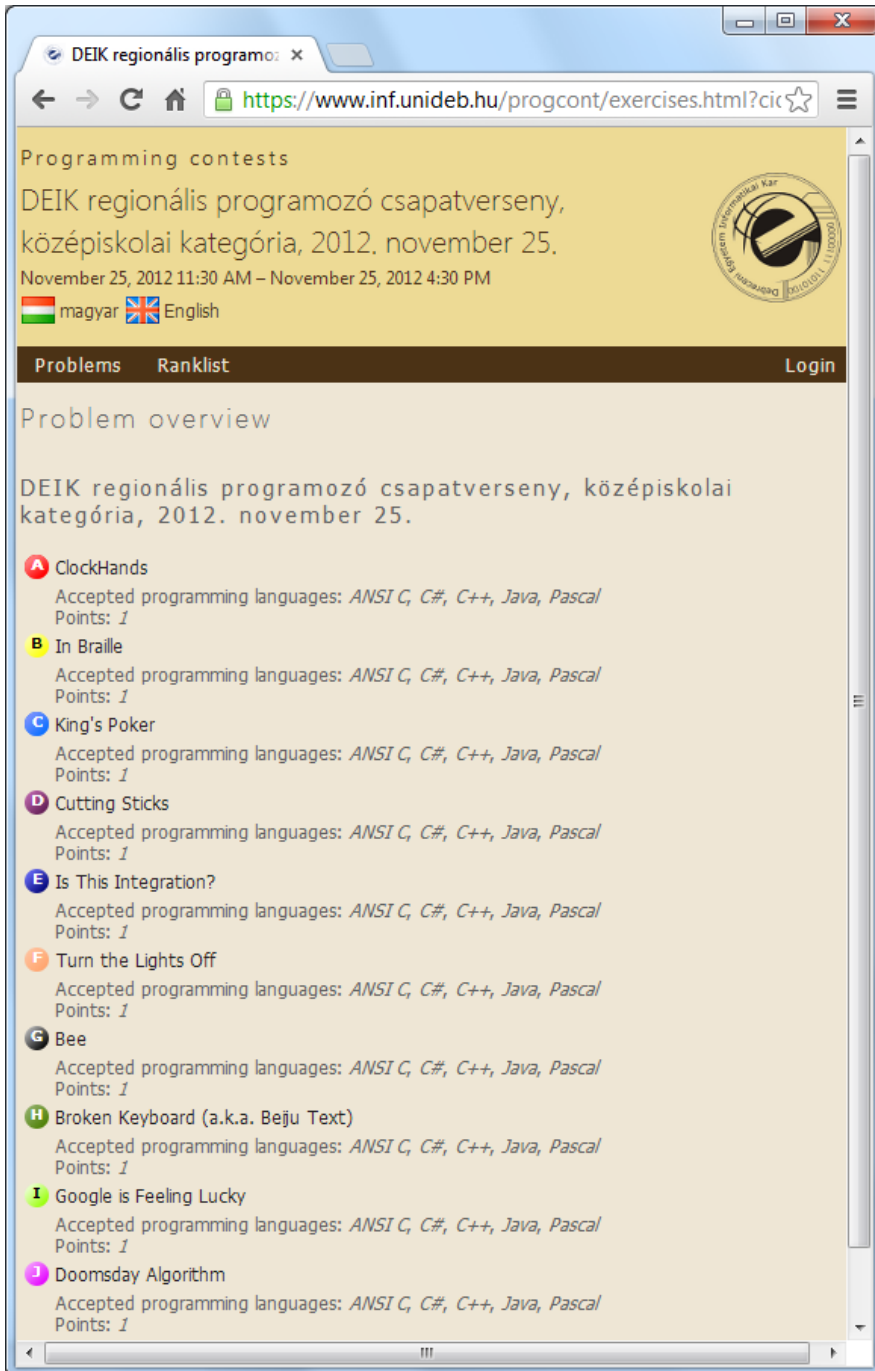 DEIK regionális programoz
https://www.inf.unideb.hu/progcont/exercises.html?cic
Programming contests
DEIK regionális programozó csapatverseny,
középiskolai kategória, 2012. november 25.
November 25, 2012 11:30 AM – November 25, 2012 4:30 PM
magyar English
Debreceni Egyetem Informatikai Kar
Problems Ranklist Login
Problem overview
DEIK regionális programozó csapatverseny, középiskolai
kategória, 2012. november 25.
A ClockHands
Accepted programming languages: ANSI C, C#, C++, Java, Pascal
Points: 1
B In Braille
Accepted programming languages: ANSI C, C#, C++, Java, Pascal
Points: 1
C King's Poker
Accepted programming languages: ANSI C, C#, C++, Java, Pascal
Points: 1
D Cutting Sticks
Accepted programming languages: ANSI C, C#, C++, Java, Pascal
Points: 1
E Is This Integration?
Accepted programming languages: ANSI C, C#, C++, Java, Pascal
Points: 1
F Turn the Lights Off
Accepted programming languages: ANSI C, C#, C++, Java, Pascal
Points: 1
G Bee
Accepted programming languages: ANSI C, C#, C++, Java, Pascal
Points: 1
H Broken Keyboard (a.k.a. Beiju Text)
Accepted programming languages: ANSI C, C#, C++, Java, Pascal
Points: 1
I Google is Feeling Lucky
Accepted programming languages: ANSI C, C#, C++, Java, Pascal
Points: 1
J Doomsday Algorithm
Accepted programming languages: ANSI C, C#, C++, Java, Pascal
Points: 1